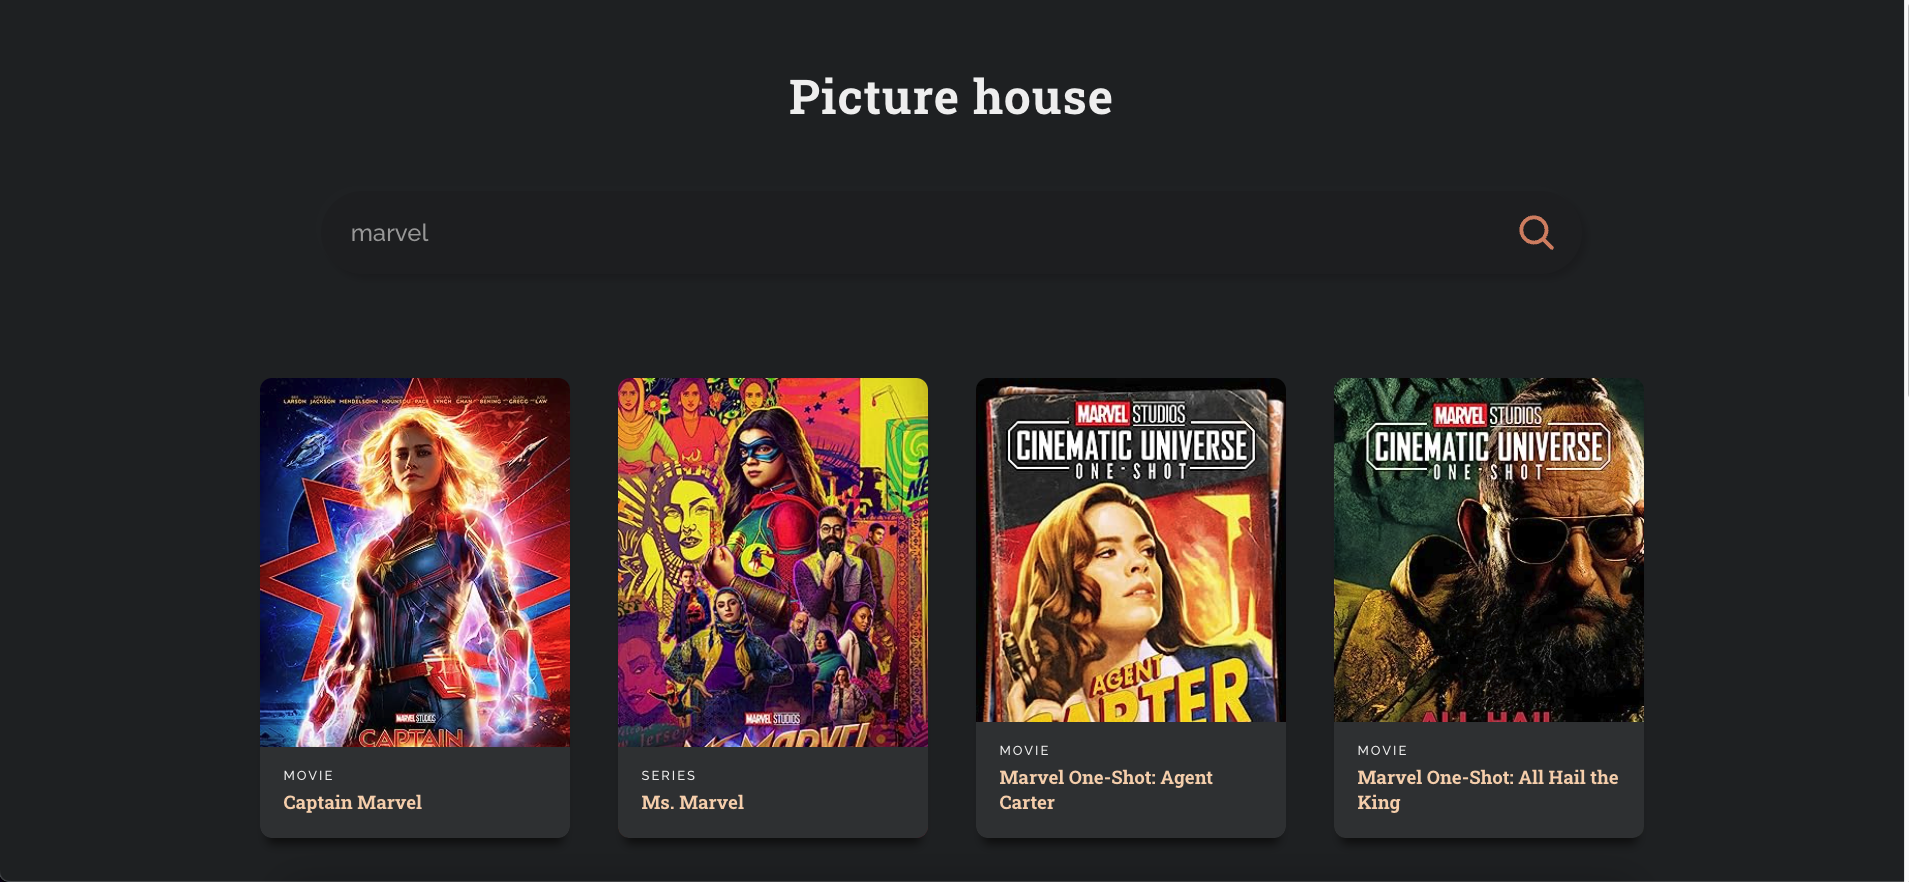 Picture house
marvel
LARSON JACKSON MENDELSOHN HOUNSOU PACE LYNCH CHAN BENING GREGG LAW
MARVEL STUDIOS
CAPTAIN
MOVIE
Captain Marvel
MARVEL STUDIOS
MS. MARVEL
SERIES
Ms. Marvel
MARVEL STUDIOS
CINEMATIC UNIVERSE
ONE-SHOT
AGENT
CARTER
MOVIE
Marvel One-Shot: Agent
Carter
MARVEL STUDIOS
CINEMATIC UNIVERSE
ONE-SHOT
ALL HAIL
MOVIE
Marvel One-Shot: All Hail the
King